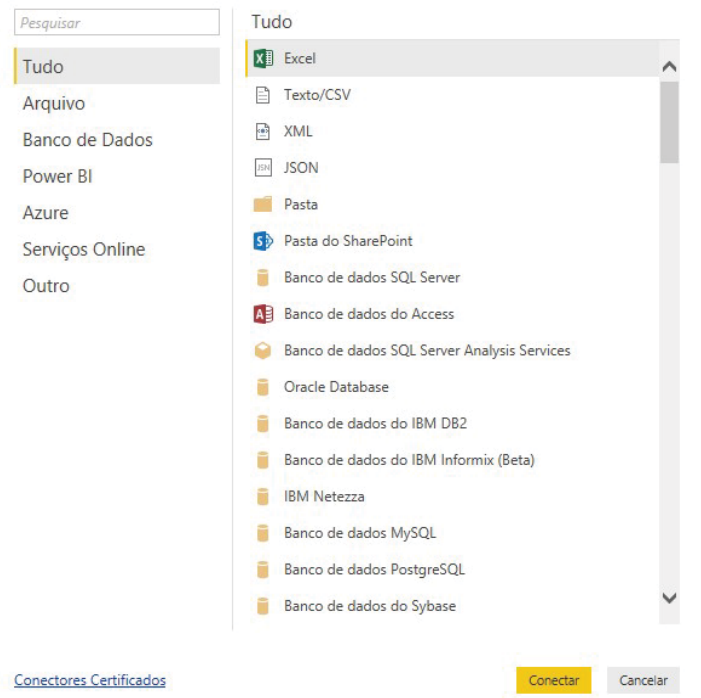 Pesquisar
Tudo
Arquivo
Banco de Dados
Power BI
Azure
Serviços Online
Outro
Tudo
Excel
Texto/CSV
XML
JSON
Pasta
Pasta do SharePoint
Banco de dados SQL Server
Banco de dados do Access
Banco de dados SQL Server Analysis Services
Oracle Database
Banco de dados do IBM DB2
Banco de dados do IBM Informix (Beta)
IBM Netezza
Banco de dados MySQL
Banco de dados PostgreSQL
Banco de dados do Sybase
Conectores Certificados
Conectar
Cancelar